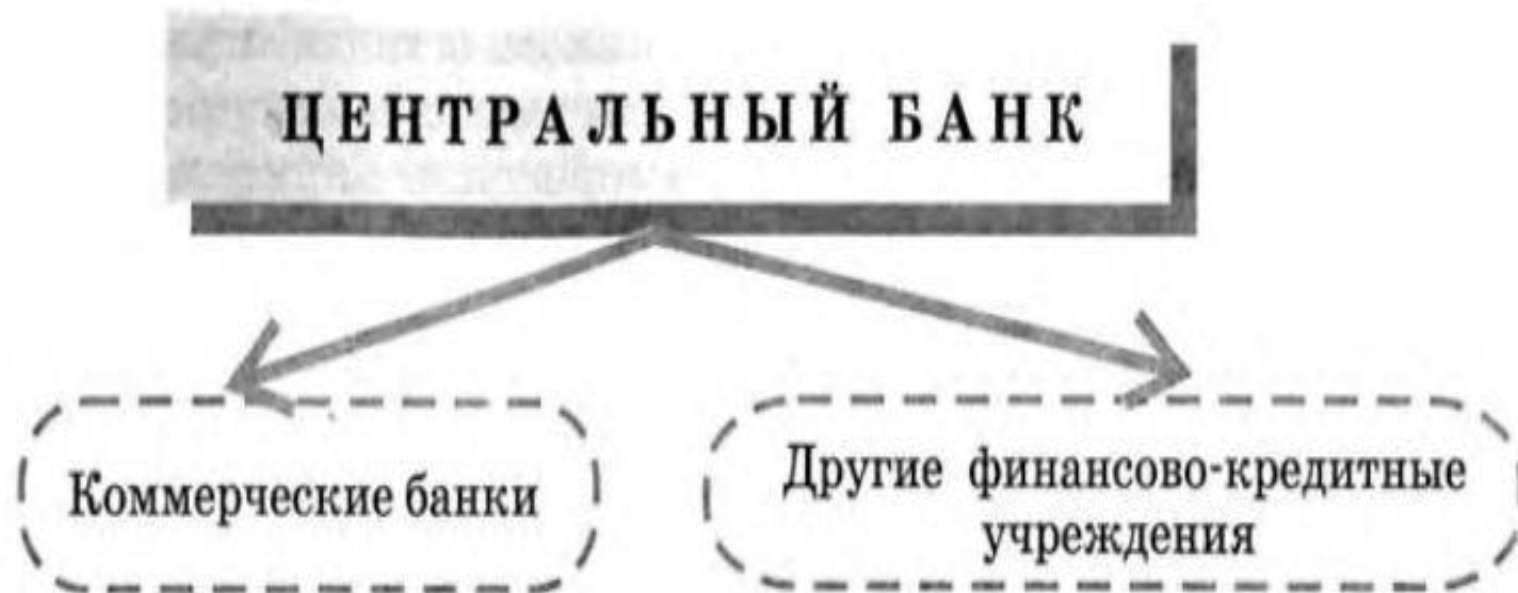 ЦЕНТРАЛЬНЫЙ БАНК
Коммерческие банки
Другие финансово-кредитные
учреждения